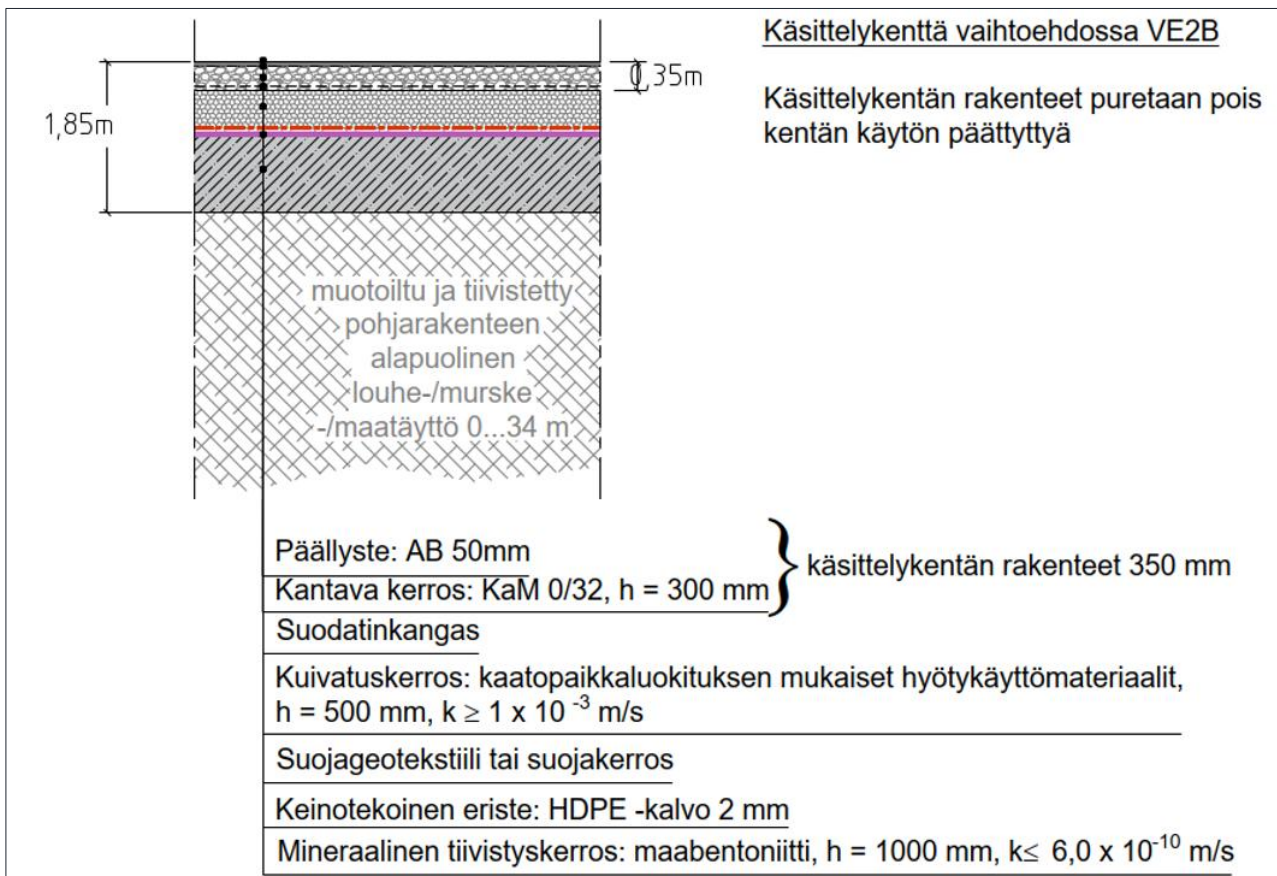 Käsittelykenttä vaihtoehdossa VE2B
0,35m
Käsittelykentän rakenteet puretaan pois
kentän käytön päättyttyä
1,85m
muotoiltu ja tiivistetty
pohjarakenteen
alapuolinen
louhe-/murske
-/maatäyttö 0...34 m
Päällyste: AB 50mm
Kantava kerros: KaM 0/32, h = 300 mm
käsittelykentän rakenteet 350 mm
Suodatinkangas
Kuivatuskerros: kaatopaikkaluokituksen mukaiset hyötykäyttömateriaalit,
h = 500 mm, k ≥ 1 x 10⁻³ m/s
Suojageotekstiili tai suojakerros
Keinotekoinen eriste: HDPE -kalvo 2 mm
Mineraalinen tiivistyskerros: maabentoniitti, h = 1000 mm, k≤ 6,0 x 10⁻¹⁰ m/s